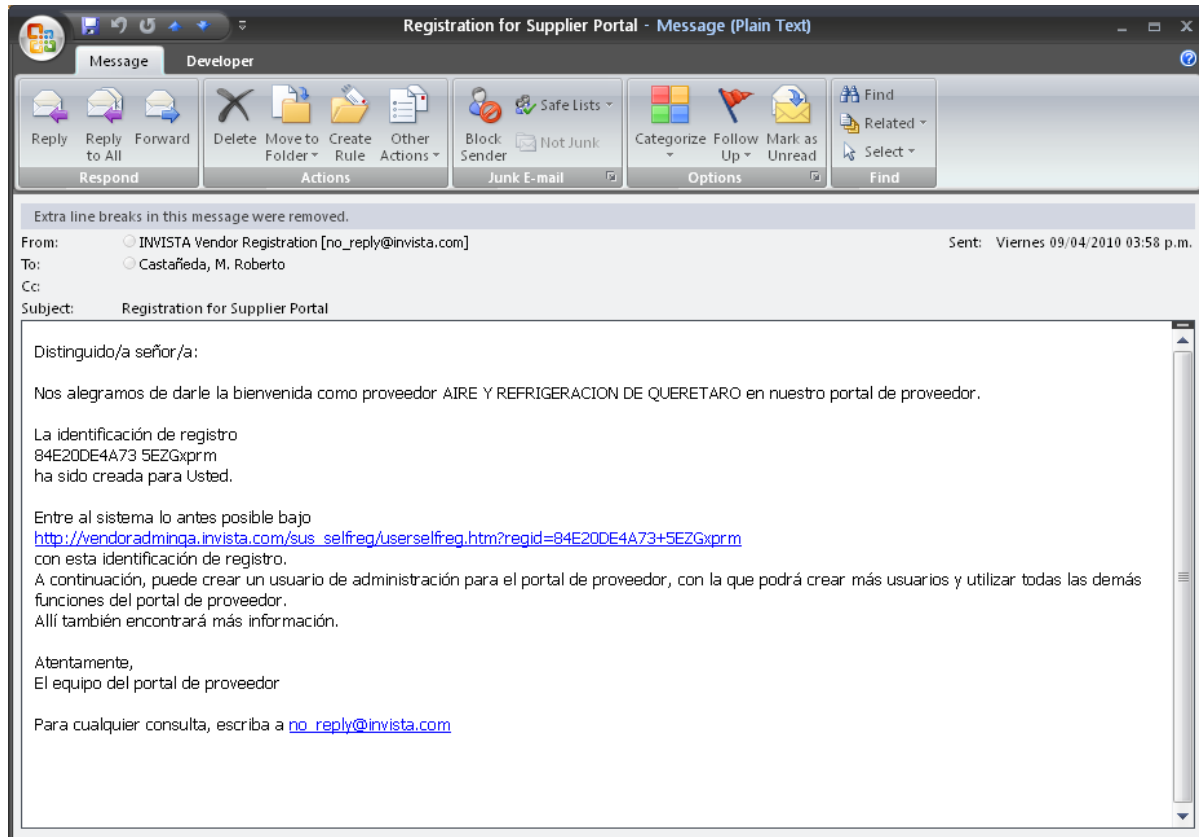 Registration for Supplier Portal - Message (Plain Text)
Message Developer
Reply
Reply to All
Forward
Respond
Delete
Move to Folder
Create Rule
Other Actions
Actions
Block Sender
Safe Lists
Not Junk
Junk E-mail
Categorize
Follow Up
Mark as Unread
Options
Find
Related
Select
Find
Extra line breaks in this message were removed.
From: INVISTA Vendor Registration [no_reply@invista.com] Sent: Viernes 09/04/2010 03:58 p.m.
To: Castañeda, M. Roberto
Cc:
Subject: Registration for Supplier Portal
Distinguido/a señor/a:
Nos alegramos de darle la bienvenida como proveedor AIRE Y REFRIGERACION DE QUERETARO en nuestro portal de proveedor.
La identificación de registro
84E20DE4A73 5EZGxprm
ha sido creada para Usted.
Entre al sistema lo antes posible bajo
http://vendoradminqa.invista.com/sus_selfreg/userselfreg.htm?regid=84E20DE4A73+5EZGxprm
con esta identificación de registro.
A continuación, puede crear un usuario de administración para el portal de proveedor, con la que podrá crear más usuarios y utilizar todas las demás
funciones del portal de proveedor.
Allí también encontrará más información.
Atentamente,
El equipo del portal de proveedor
Para cualquier consulta, escriba a no_reply@invista.com